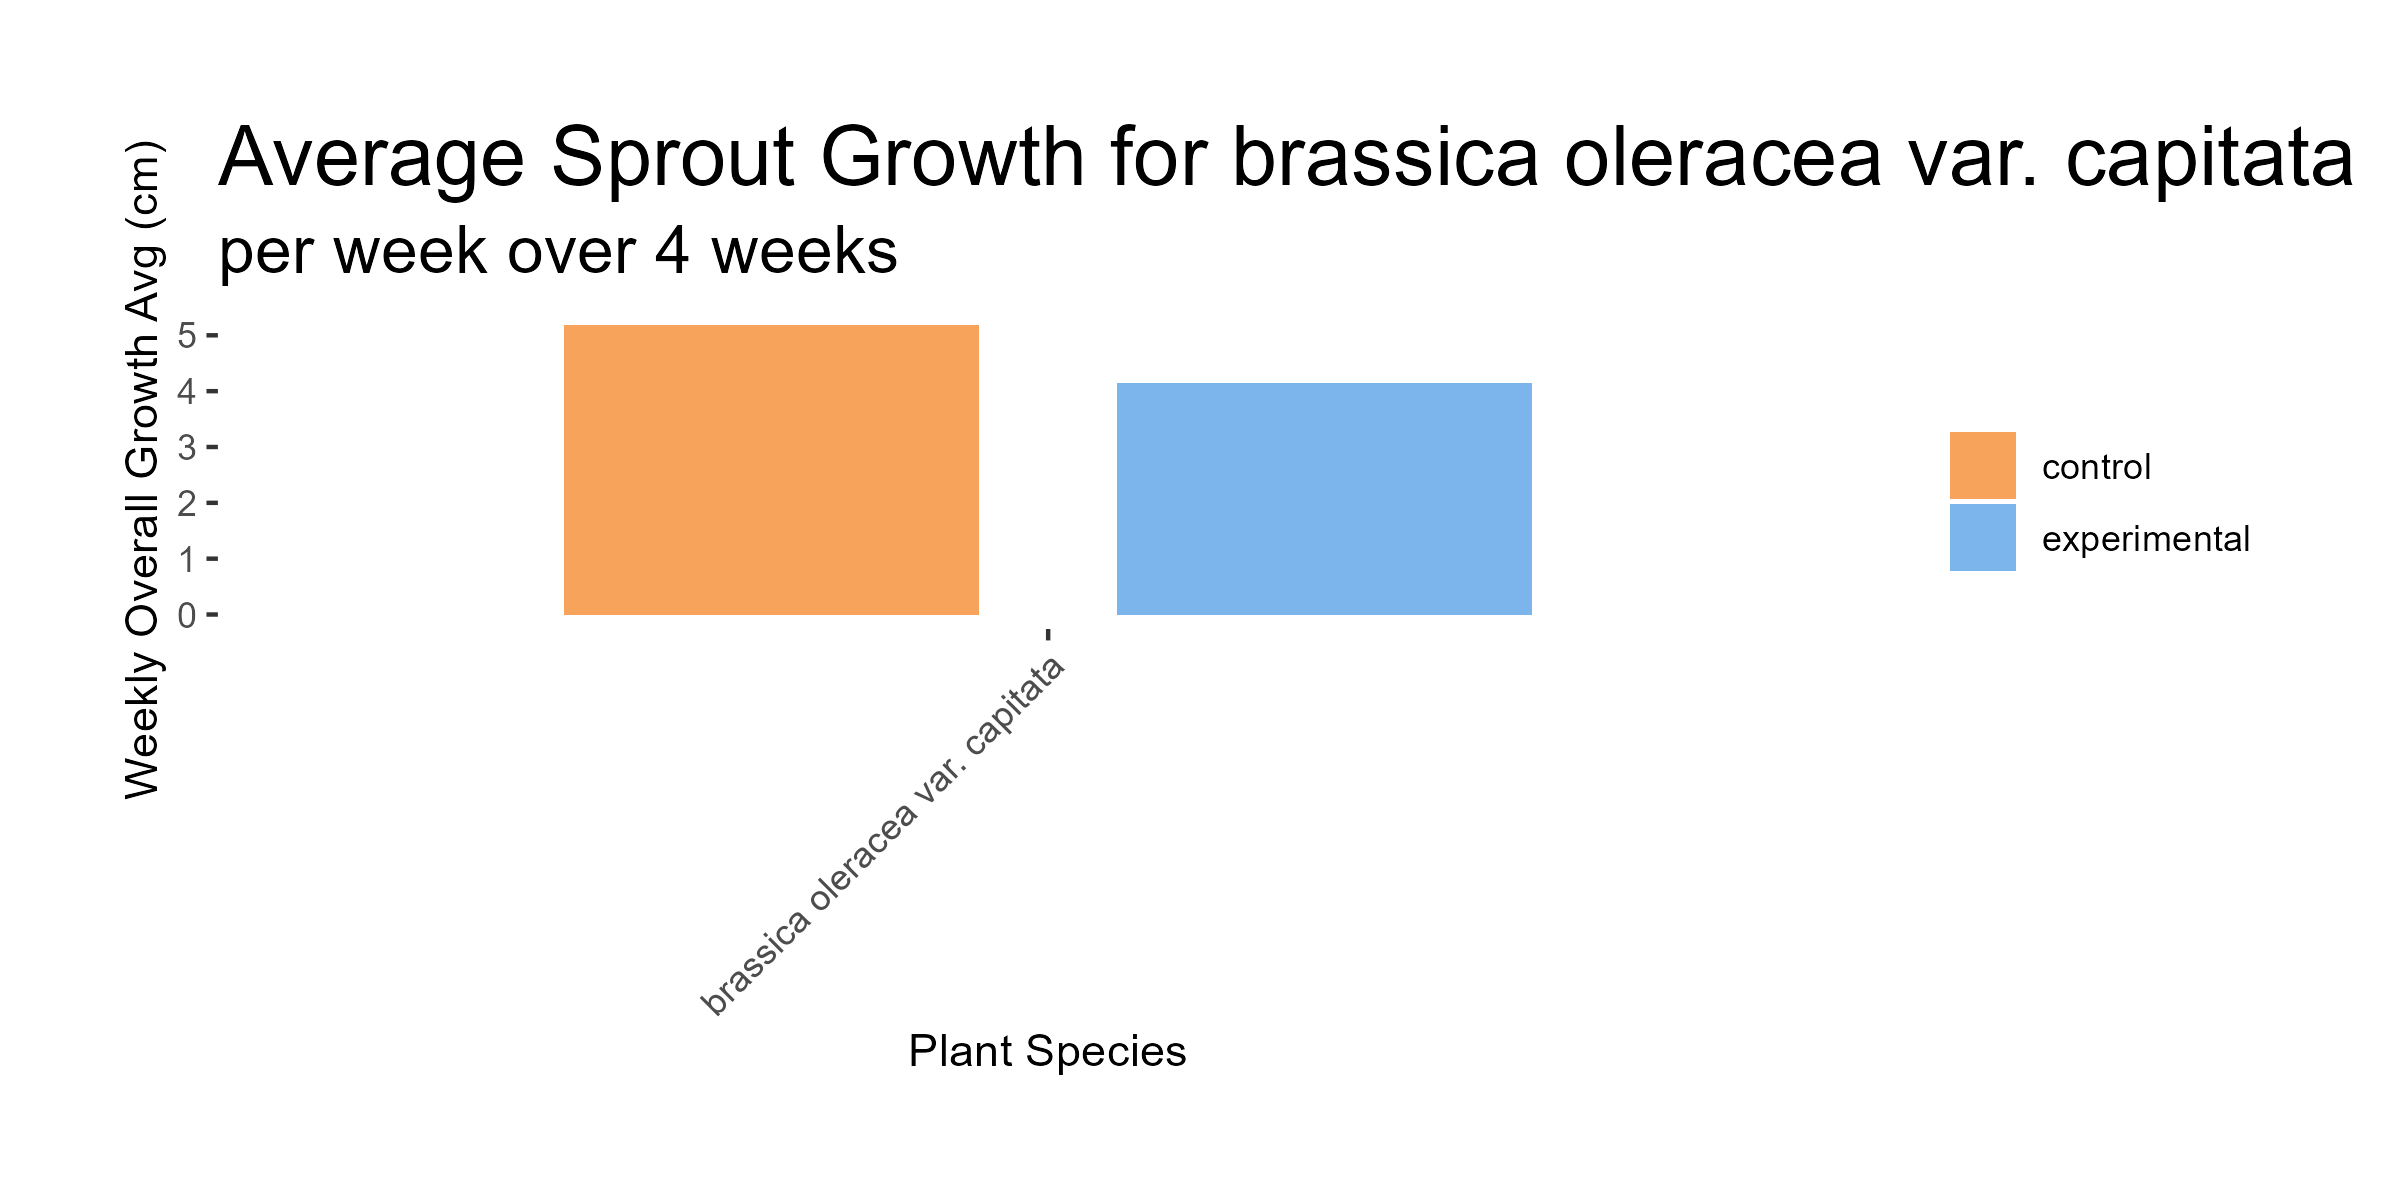 Average Sprout Growth for brassica oleracea var. capitata
per week over 4 weeks
Weekly Overall Growth Avg (cm)
5
4
3
2
1
0
control
experimental
brassica oleracea var. capitata
Plant Species